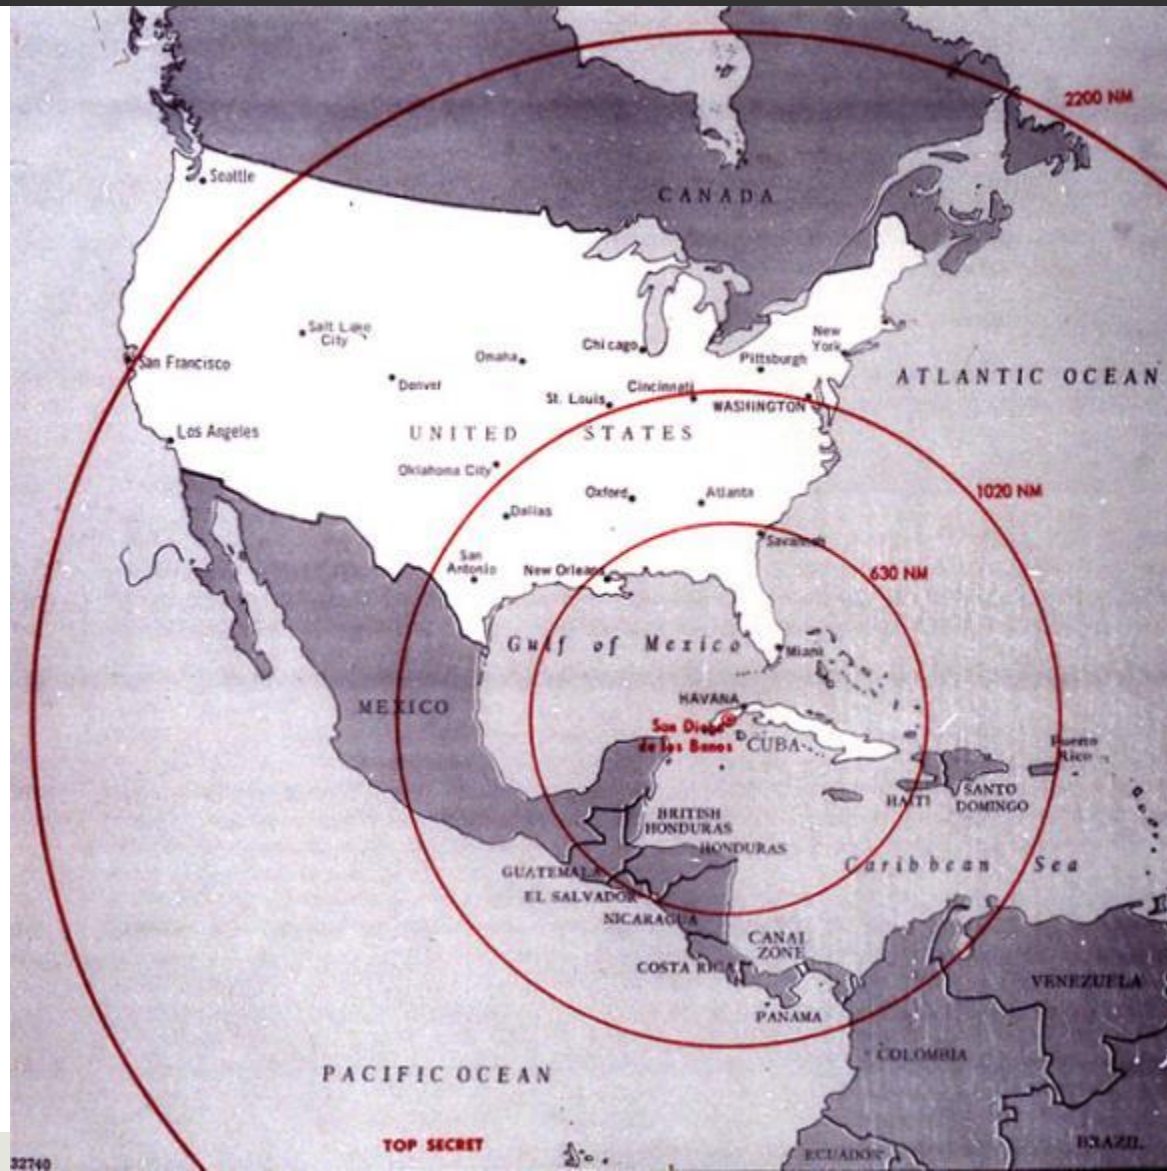 2200 NM
Seattle
CANADA
Salt Lake
City
San Francisco
Omaha
Chicago
New
York
Pittsburgh
Denver
Cincinnati
ATLANTIC OCEAN
St. Louis
WASHINGTON
Los Angeles
UNITED STATES
Oklahoma City
Oxford
Atlanta
1020 NM
Dallas
Savannah
San
Antonio
New Orleans
630 NM
Gulf of Mexico
Miami
MEXICO
HAVANA
San Diego
de los Banos
CUBA
Puerto
Rico
HAITI
SANTO
DOMINGO
BRITISH
HONDURAS
HONDURAS
GUATEMALA
Caribbean Sea
EL SALVADOR
NICARAGUA
CANAL
ZONE
COSTA RICA
VENEZUELA
PANAMA
COLOMBIA
PACIFIC OCEAN
TOP SECRET
BRAZIL
ECUADOR
32740